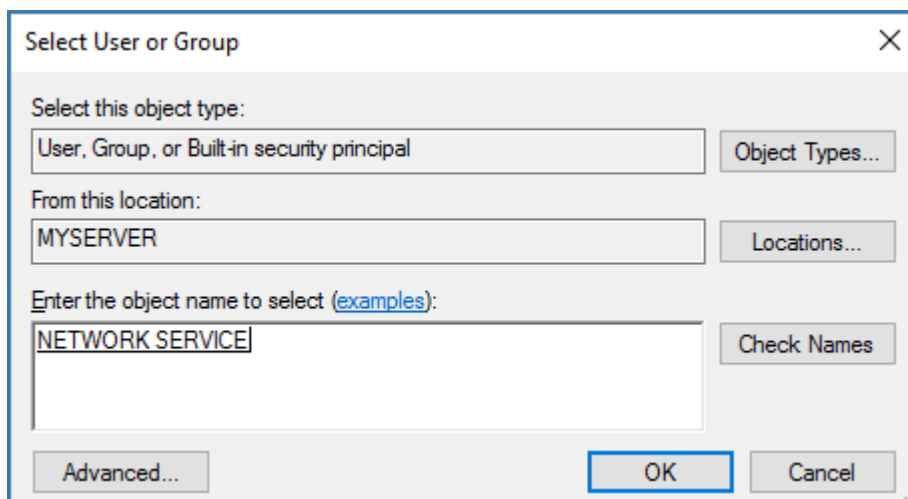 Select User or Group
Select this object type:
User, Group, or Built-in security principal
Object Types...
From this location:
MYSERVER
Locations...
Enter the object name to select (examples):
NETWORK SERVICE
Check Names
Advanced...
OK
Cancel